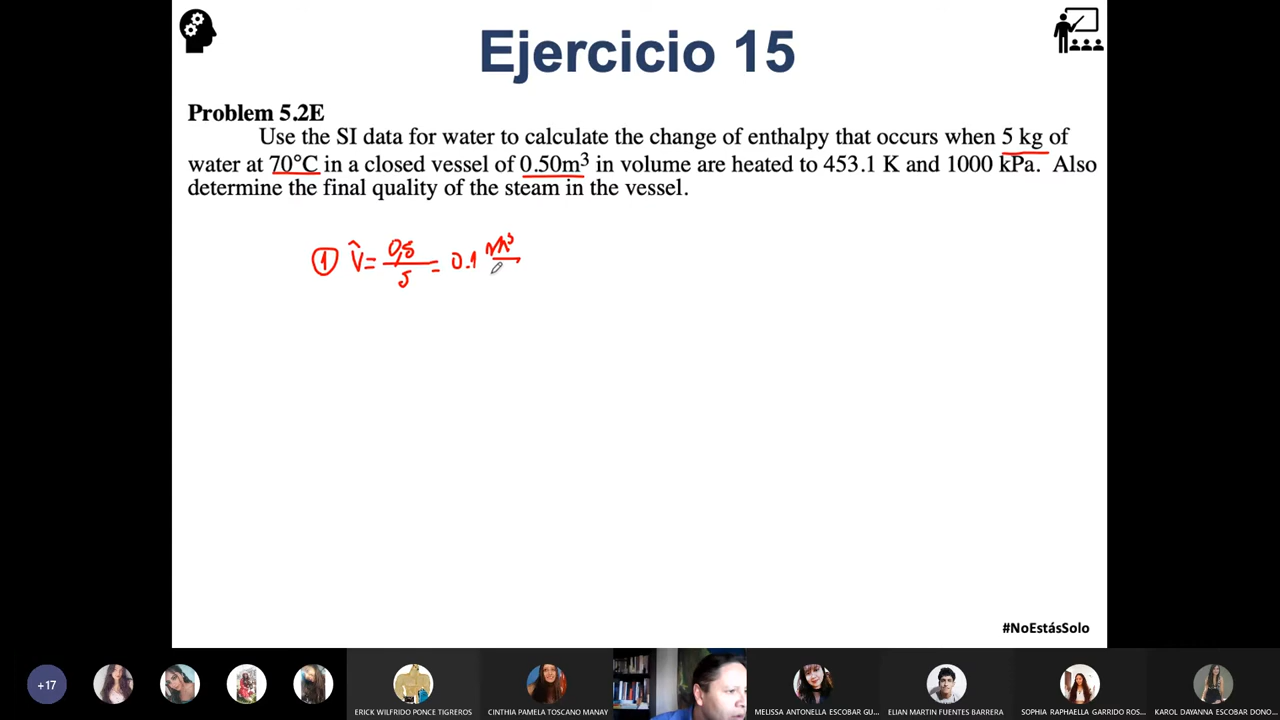 Ejercicio 15
Problem 5.2E
Use the SI data for water to calculate the change of enthalpy that occurs when 5 kg of
water at 70°C in a closed vessel of 0.50m³ in volume are heated to 453.1 K and 1000 kPa. Also
determine the final quality of the steam in the vessel.
① V̂ = 0,5/5 = 0.1 m³
#NoEstásSolo
+17
ERICK WILFRIDO PONCE TIGREROS
CINTHIA PAMELA TOSCANO MANAY
MELISSA ANTONELLA ESCOBAR GU...
ELIAN MARTIN FUENTES BARRERA
SOPHIA RAPHAELLA GARRIDO ROS...
KAROL DAYANNA ESCOBAR DONO...